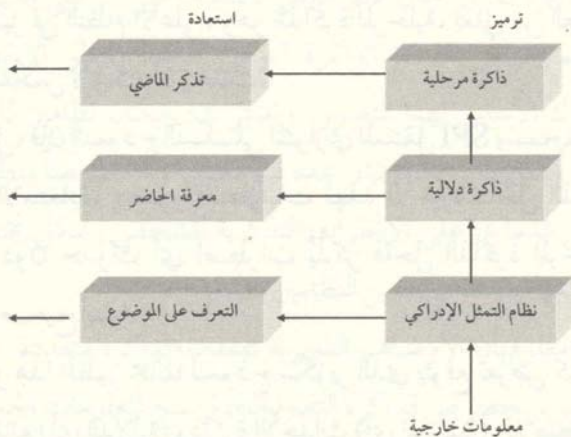 ترميز
استعادة
ذاكرة مرحلية
تذكر الماضي
ذاكرة دلالية
معرفة الحاضر
نظام التمثل الإدراكي
التعرف على الموضوع
معلومات خارجية